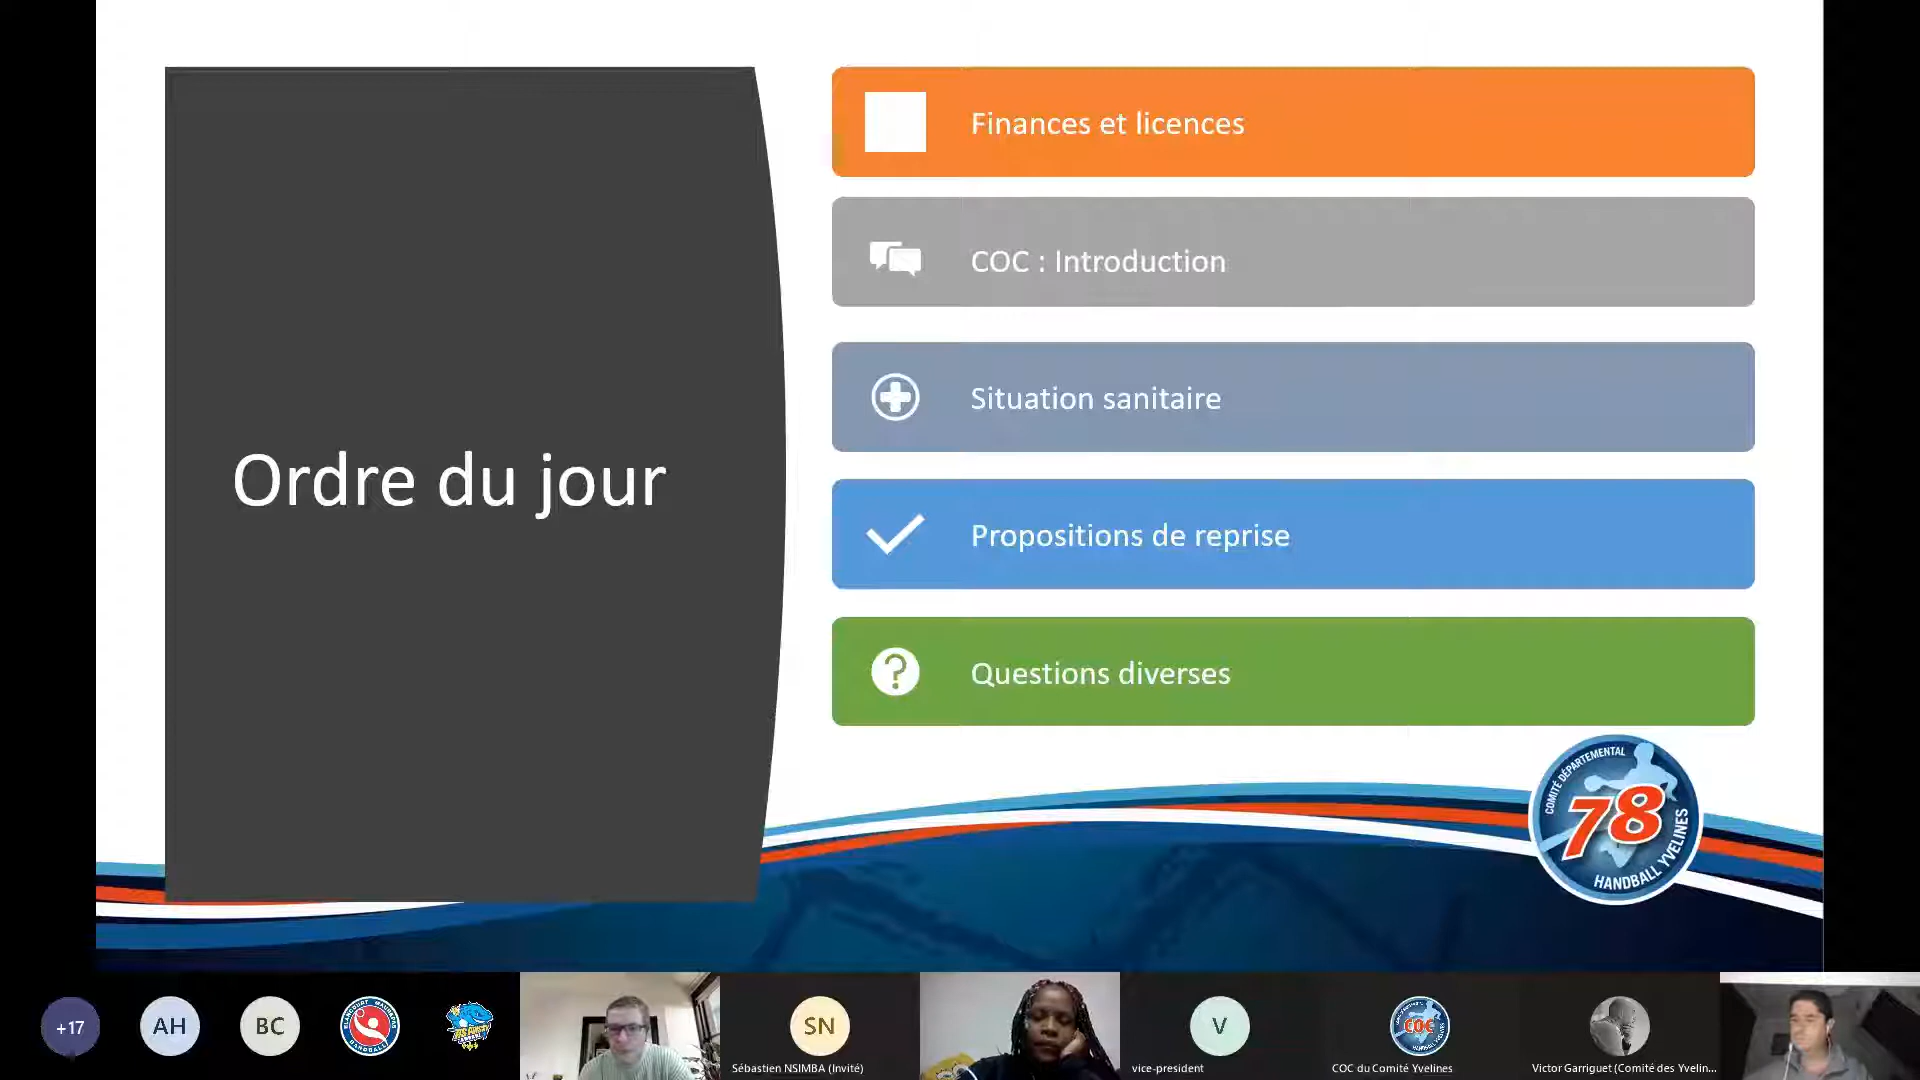 Ordre du jour
Finances et licences
COC : Introduction
Situation sanitaire
Propositions de reprise
Questions diverses
COMITÉ DÉPARTEMENTAL
78
HANDBALL YVELINES
+17
AH
BC
SN
Sébastien NSIMBA (Invité)
V
vice-president
COC
COC du Comité Yvelines
Victor Garriguet (Comité des Yvelin...